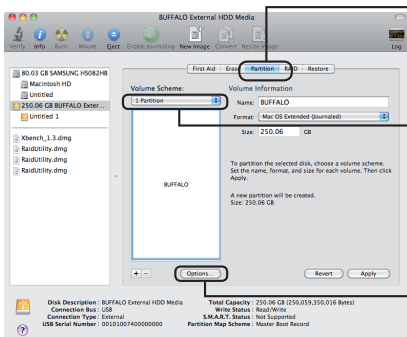 BUFFALO External HDD Media
Verify Info Burn Mount Eject Enable Journaling New Image Convert Resize Image Log
80.03 GB SAMSUNG HS082HB
Macintosh HD
Untitled
250.06 GB BUFFALO Exter...
Untitled 1
Xbench_1.3.dmg
RaidUtility.dmg
RaidUtility.dmg
RaidUtility.dmg
First Aid Erase Partition RAID Restore
Volume Scheme:
1 Partition
BUFFALO
Volume Information
Name: BUFFALO
Format: Mac OS Extended (Journaled)
Size: 250.06 GB
To partition the selected disk, choose a volume scheme.
Set the name, format, and size for each volume. Then click
Apply.
A new partition will be created.
Size: 250.06 GB
+ − Options... Revert Apply
Disk Description : BUFFALO External HDD Media Total Capacity : 250.06 GB (250,059,350,016 Bytes)
Connection Bus : USB Write Status : Read/Write
Connection Type : External S.M.A.R.T. Status : Not Supported
USB Serial Number : 00101007400000000 Partition Map Scheme : Master Boot Record
?